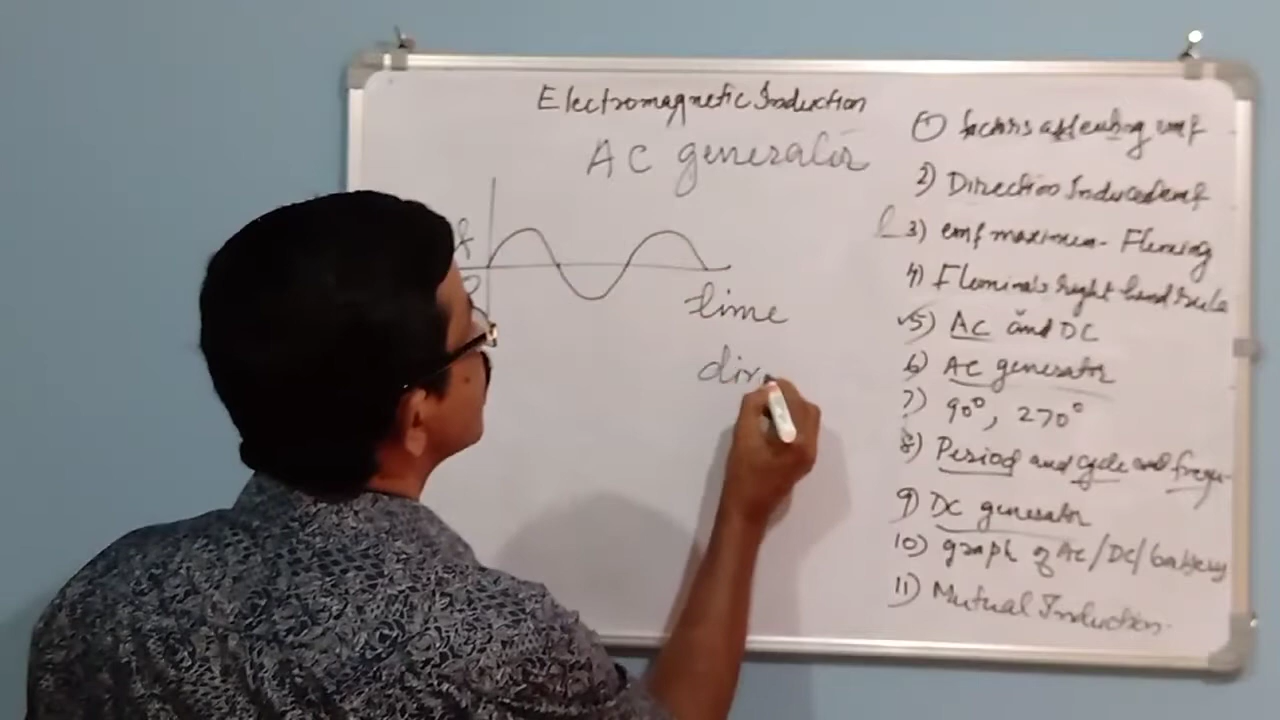 Electromagnetic Induction
AC generator
time
dir
1) factors affecting emf
2) Direction Induced emf
3) emf maximum - Fleming
4) Fleming's right hand rule
5) AC and DC
6) AC generator
7) 90°, 270°
8) Period and cycle and frequ-
9) DC generator
10) graph of AC/DC/battery
11) Mutual Induction.